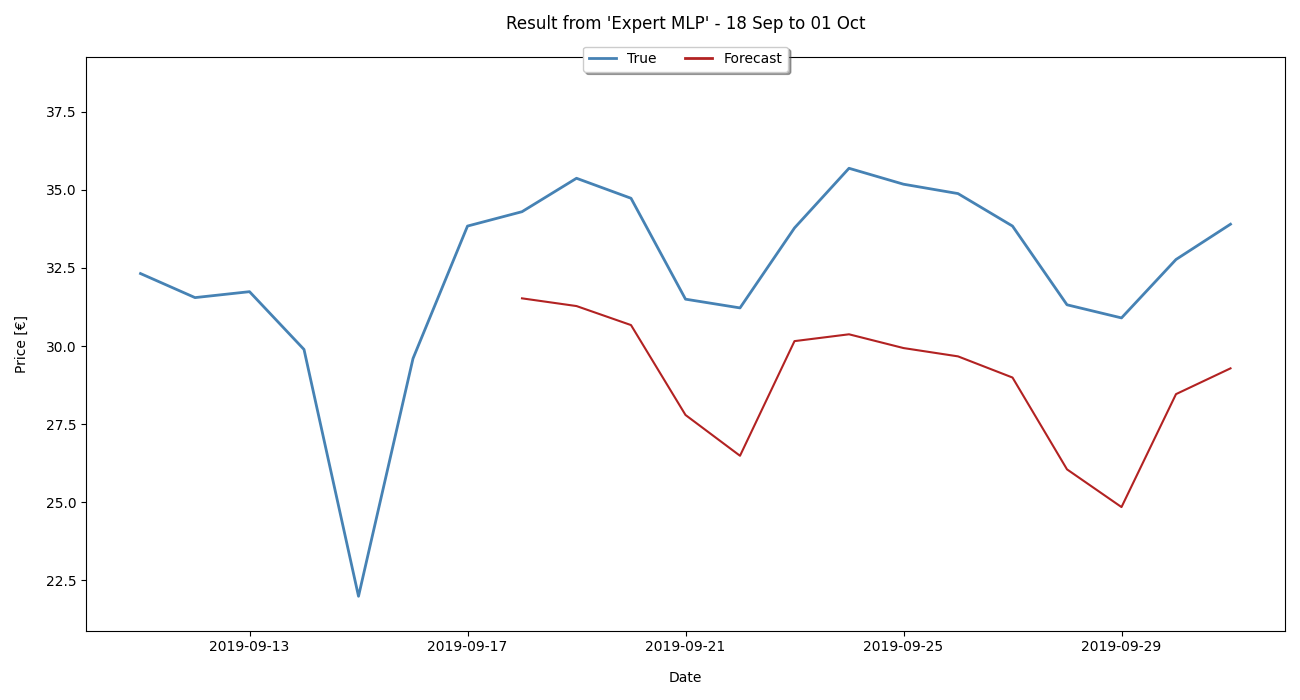 Result from 'Expert MLP' - 18 Sep to 01 Oct
True Forecast
37.5
35.0
32.5
30.0
27.5
25.0
22.5
Price [€]
2019-09-13 2019-09-17 2019-09-21 2019-09-25 2019-09-29
Date